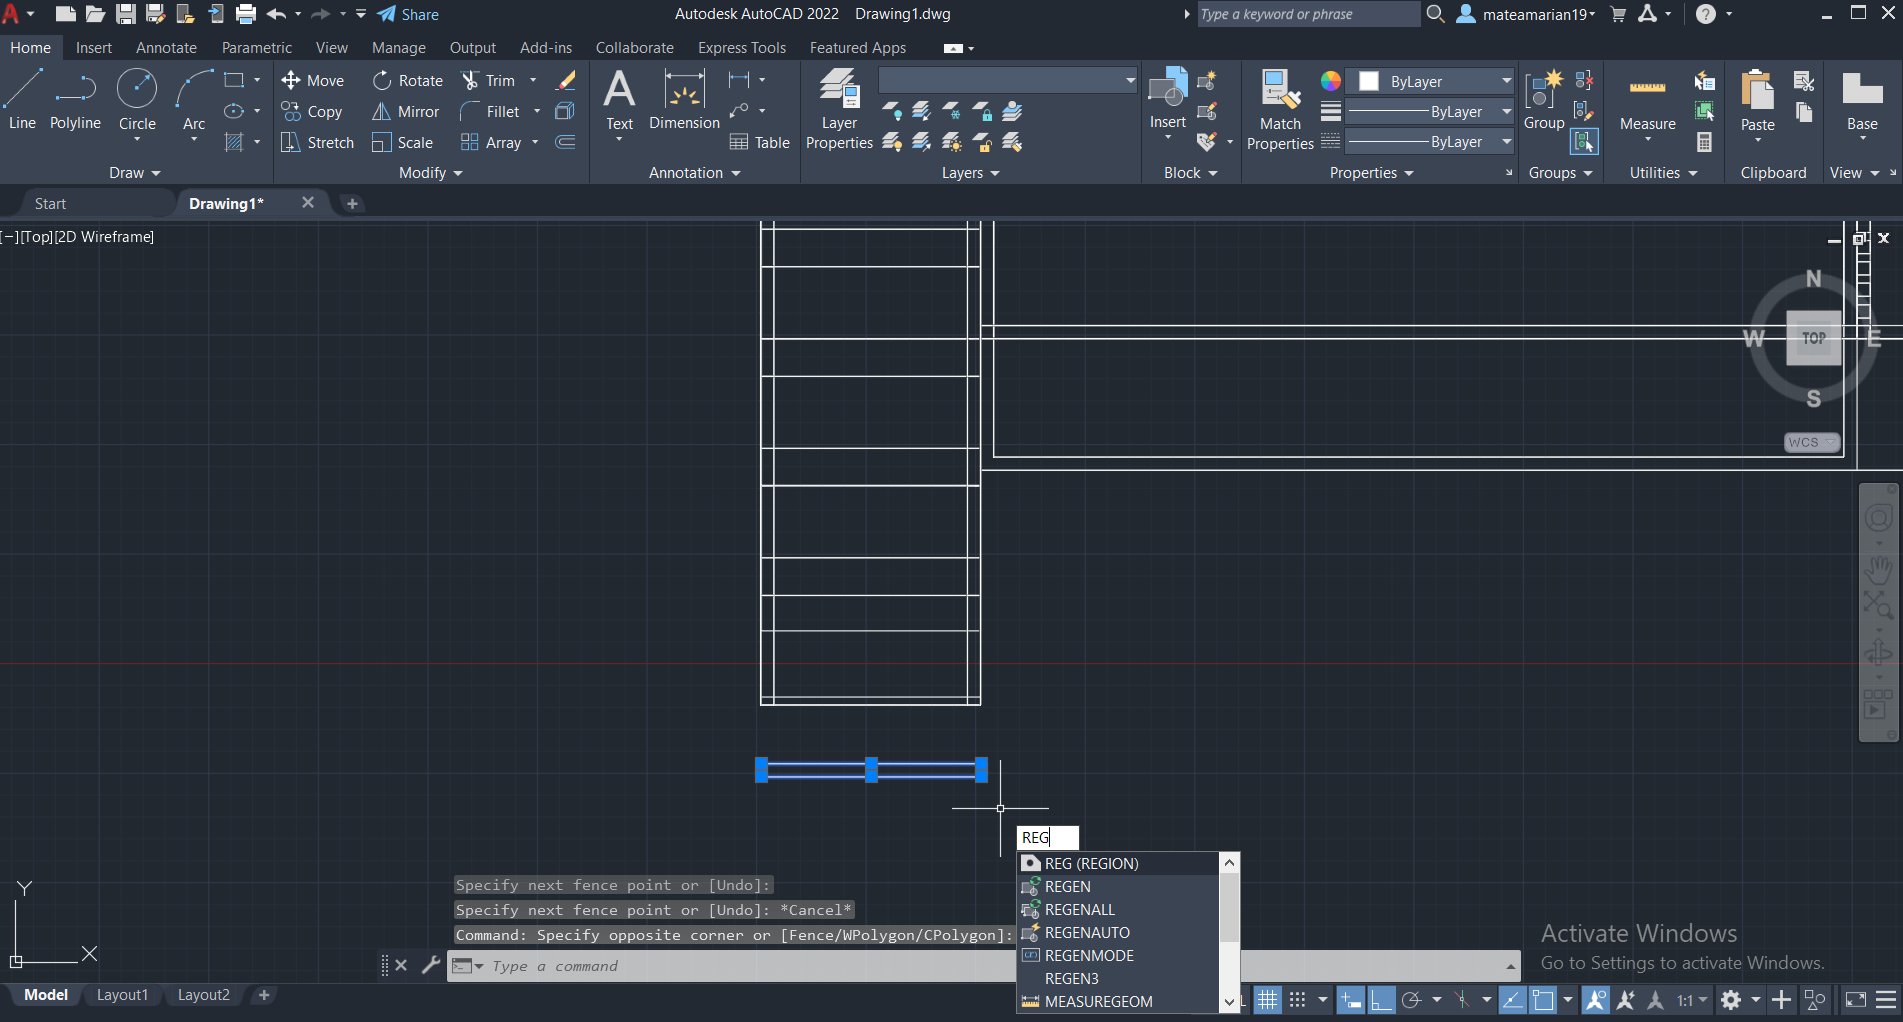 Share
Autodesk AutoCAD 2022 Drawing1.dwg
Type a keyword or phrase
mateamarian19
Home Insert Annotate Parametric View Manage Output Add-ins Collaborate Express Tools Featured Apps
Line Polyline Circle Arc
Move Rotate Trim
Copy Mirror Fillet
Stretch Scale Array
Text Dimension Table
Layer Properties
Insert
Match Properties
ByLayer
ByLayer
ByLayer
Group Measure Paste Base
Draw Modify Annotation Layers Block Properties Groups Utilities Clipboard View
Start Drawing1*
[−][Top][2D Wireframe]
N
W TOP E
S
WCS
REG
REG (REGION)
REGEN
REGENALL
REGENAUTO
REGENMODE
REGEN3
MEASUREGEOM
Y
X
Specify next fence point or [Undo]:
Specify next fence point or [Undo]: *Cancel*
Command: Specify opposite corner or [Fence/WPolygon/CPolygon]:
Type a command
Activate Windows
Go to Settings to activate Windows.
Model Layout1 Layout2
1:1